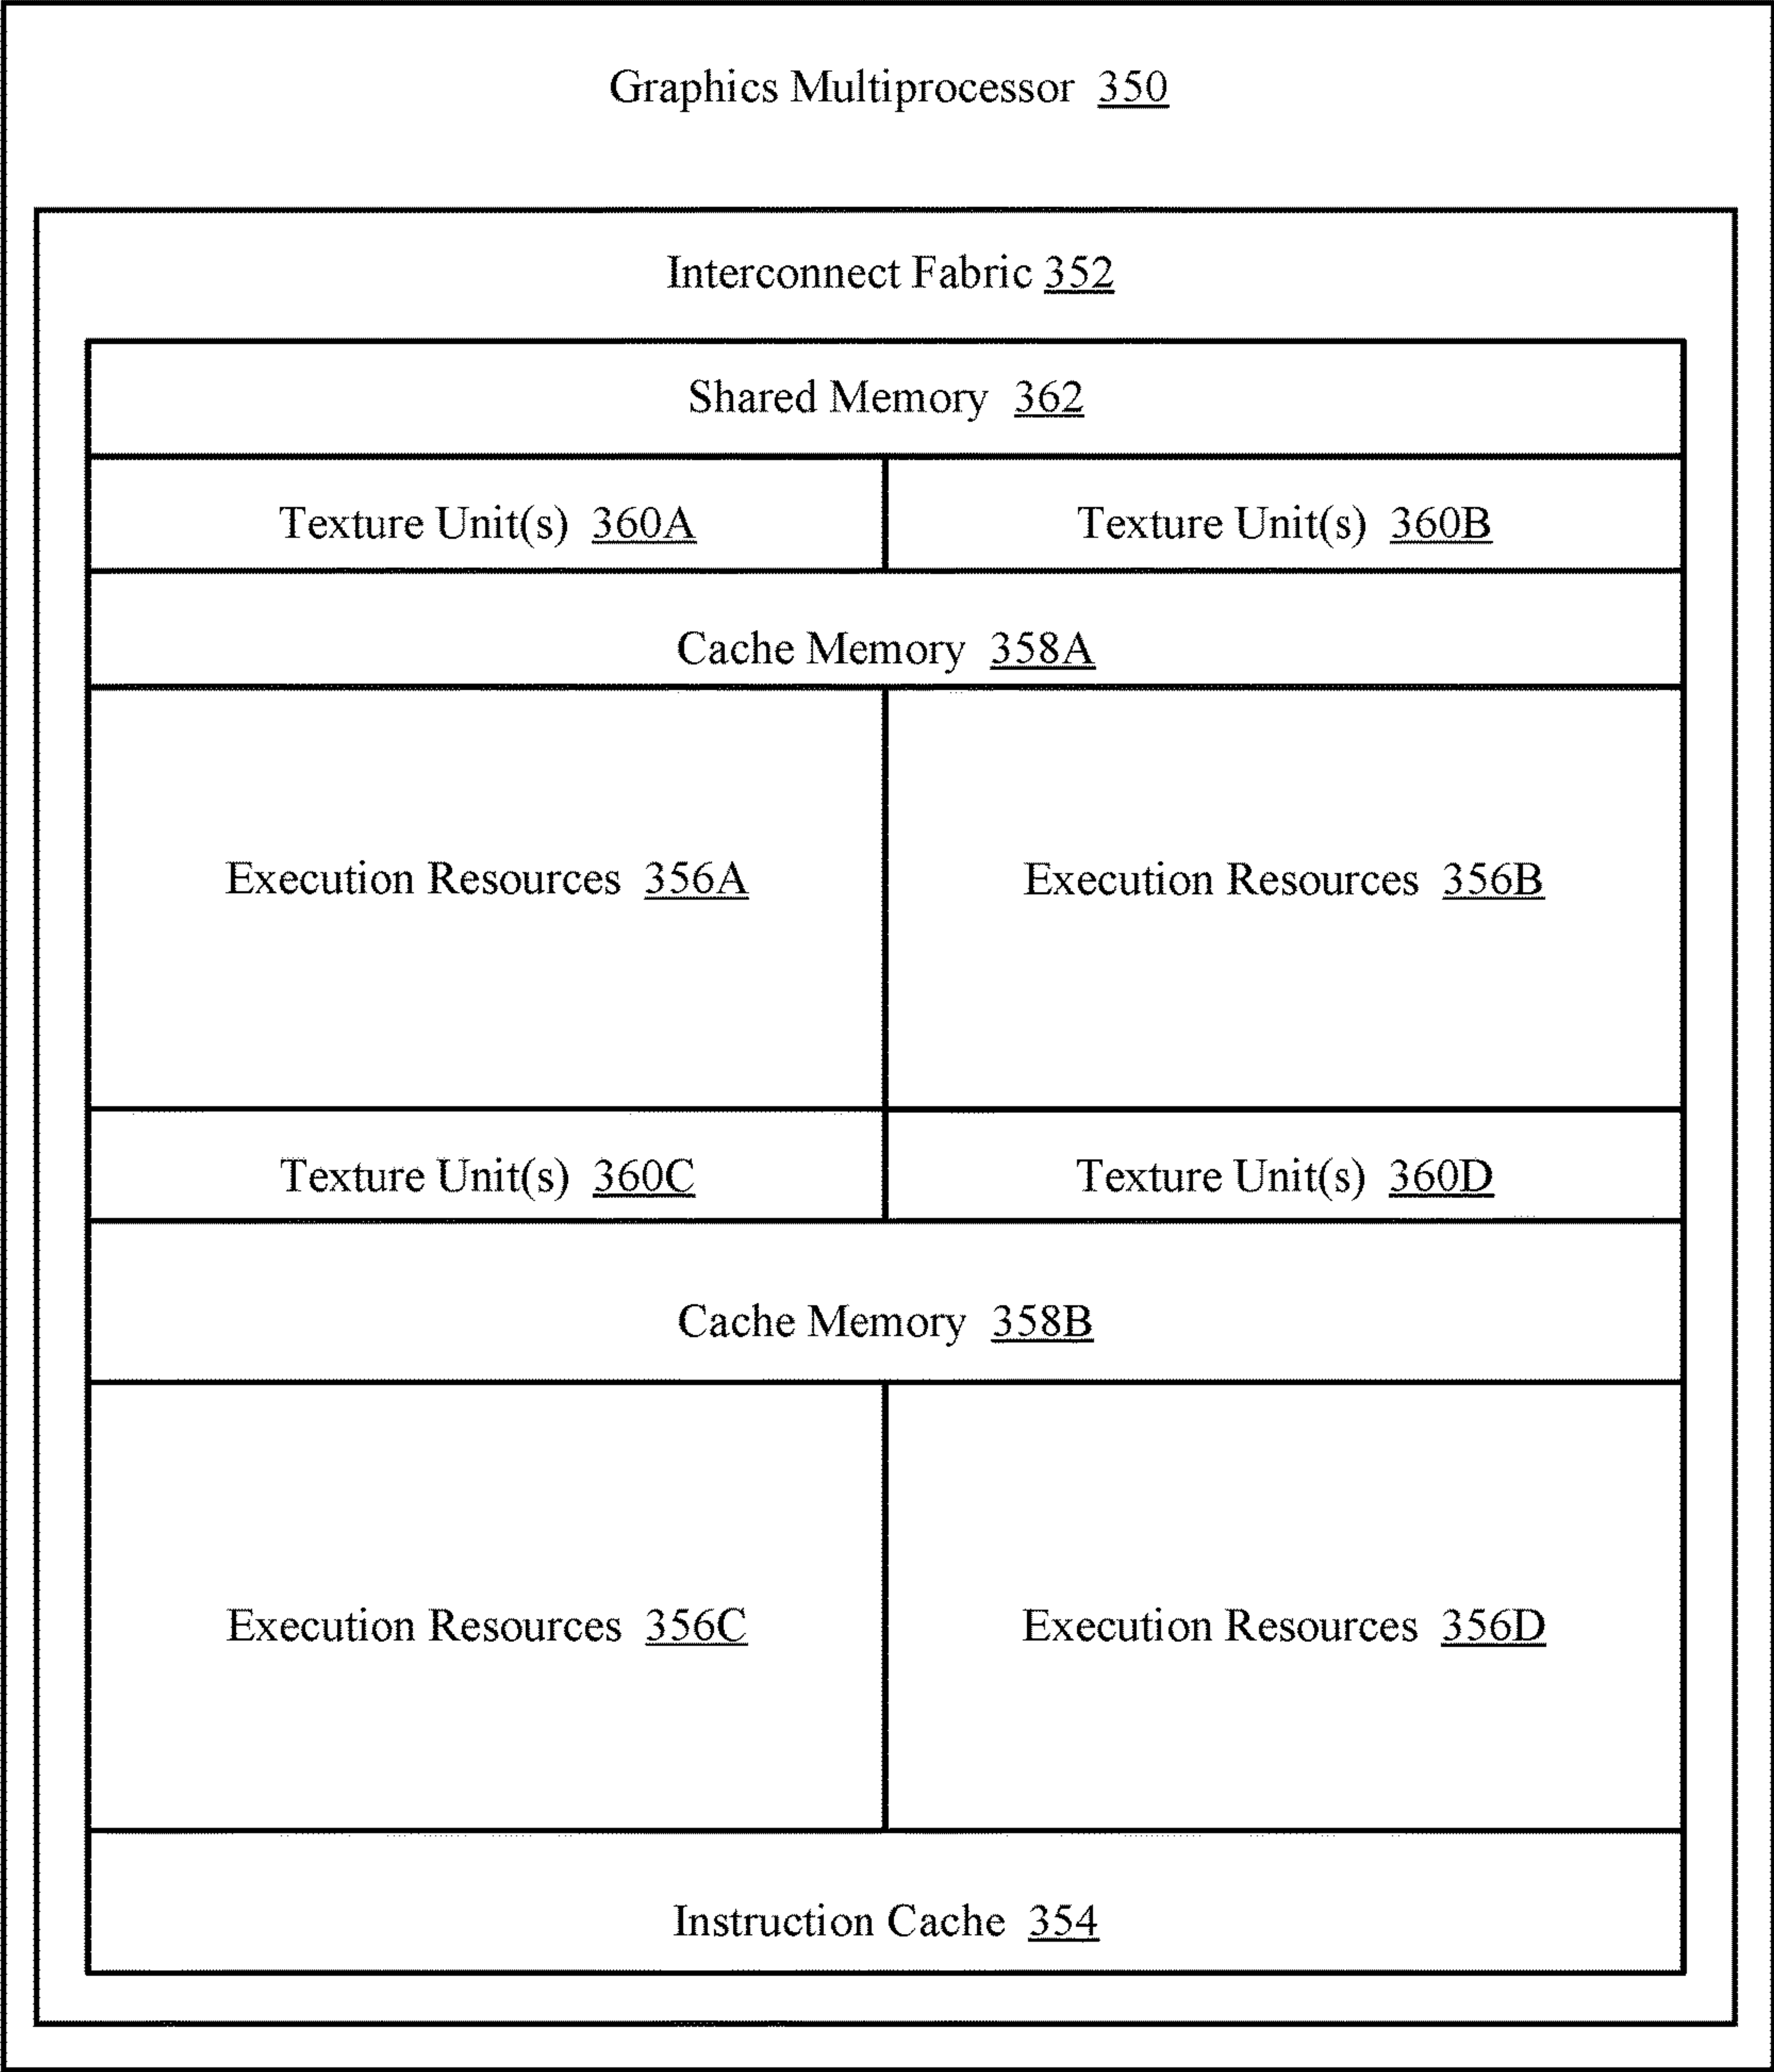 Graphics Multiprocessor 350
Interconnect Fabric 352
Shared Memory 362
Texture Unit(s) 360A
Texture Unit(s) 360B
Cache Memory 358A
Execution Resources 356A
Execution Resources 356B
Texture Unit(s) 360C
Texture Unit(s) 360D
Cache Memory 358B
Execution Resources 356C
Execution Resources 356D
Instruction Cache 354